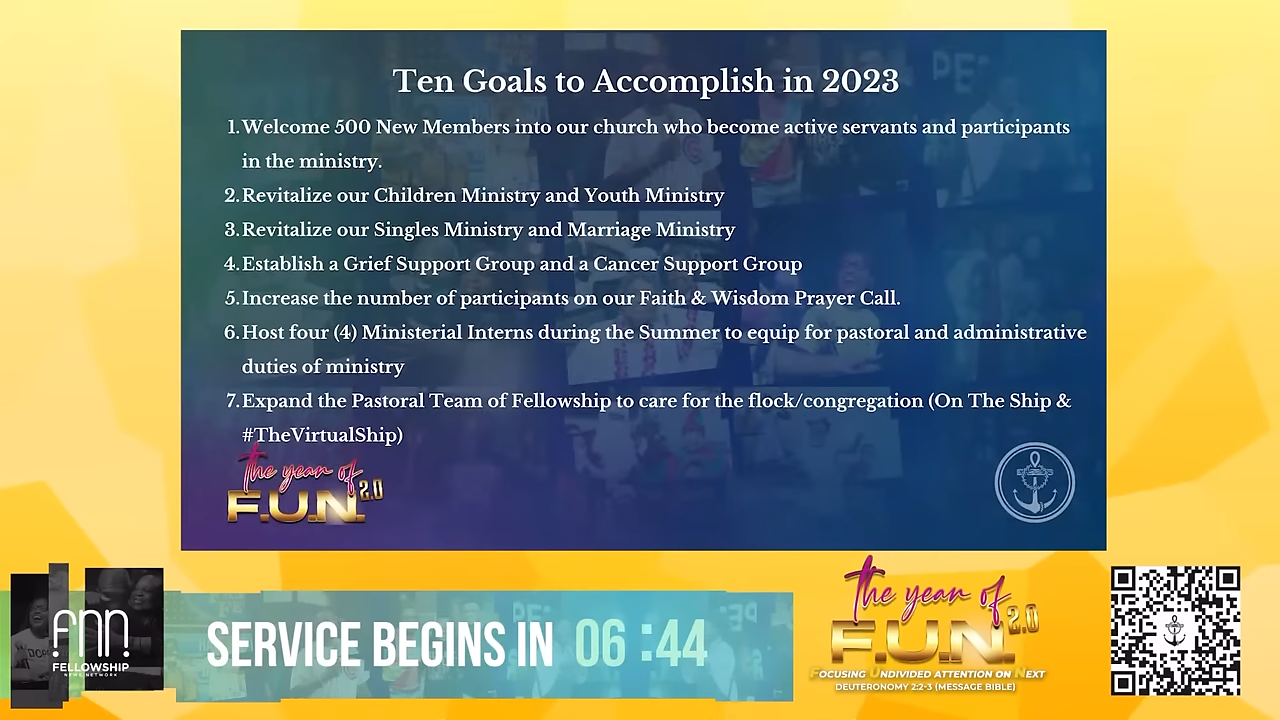 Ten Goals to Accomplish in 2023
1. Welcome 500 New Members into our church who become active servants and participants
in the ministry.
2. Revitalize our Children Ministry and Youth Ministry
3. Revitalize our Singles Ministry and Marriage Ministry
4. Establish a Grief Support Group and a Cancer Support Group
5. Increase the number of participants on our Faith & Wisdom Prayer Call.
6. Host four (4) Ministerial Interns during the Summer to equip for pastoral and administrative
duties of ministry
7. Expand the Pastoral Team of Fellowship to care for the flock/congregation (On The Ship &
#TheVirtualShip)
the year of
F.U.N. 2.0
fnn
FELLOWSHIP
NEWS NETWORK
SERVICE BEGINS IN 06 :44
the year of
F.U.N. 2.0
FOCUSING UNDIVIDED ATTENTION ON NEXT
DEUTERONOMY 2:2-3 (MESSAGE BIBLE)